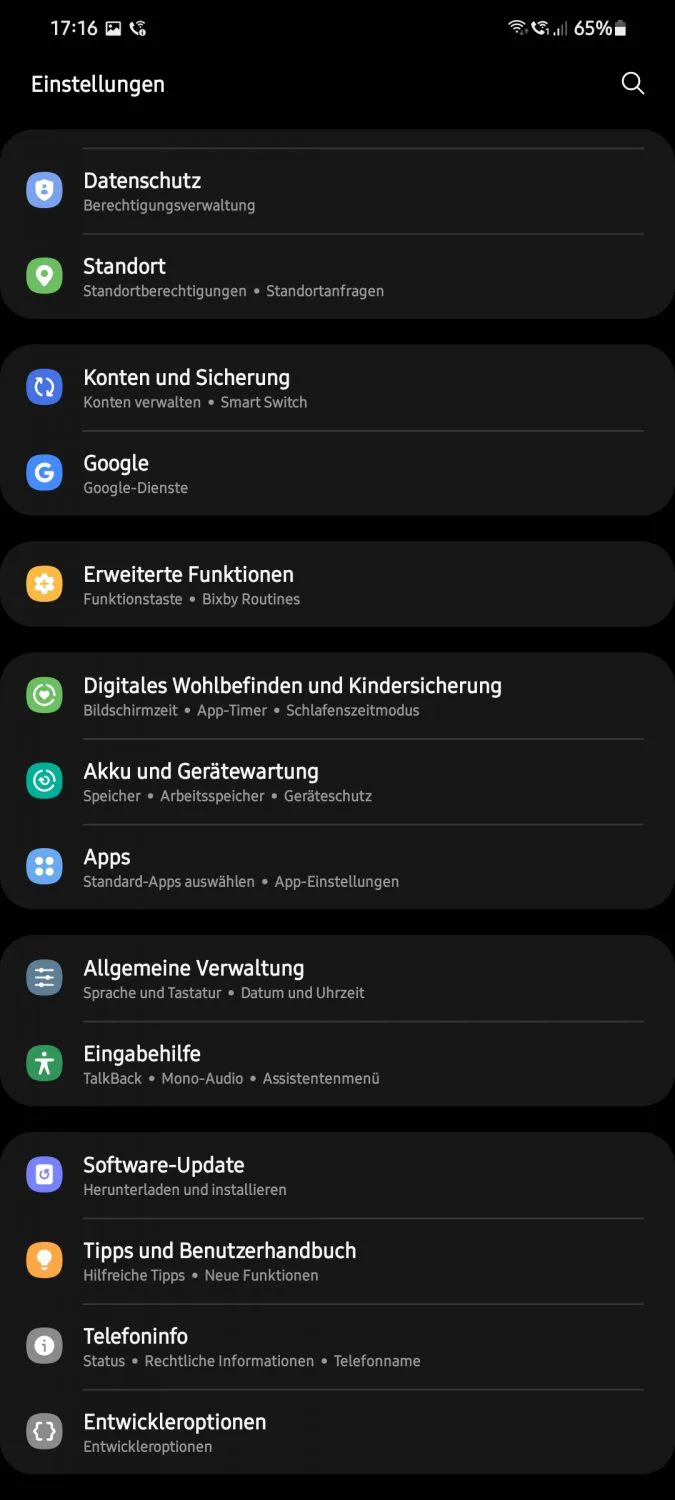 17:16 65%
Einstellungen
Datenschutz
Berechtigungsverwaltung
Standort
Standortberechtigungen • Standortanfragen
Konten und Sicherung
Konten verwalten • Smart Switch
Google
Google-Dienste
Erweiterte Funktionen
Funktionstaste • Bixby Routines
Digitales Wohlbefinden und Kindersicherung
Bildschirmzeit • App-Timer • Schlafenszeitmodus
Akku und Gerätewartung
Speicher • Arbeitsspeicher • Geräteschutz
Apps
Standard-Apps auswählen • App-Einstellungen
Allgemeine Verwaltung
Sprache und Tastatur • Datum und Uhrzeit
Eingabehilfe
TalkBack • Mono-Audio • Assistentenmenü
Software-Update
Herunterladen und installieren
Tipps und Benutzerhandbuch
Hilfreiche Tipps • Neue Funktionen
Telefoninfo
Status • Rechtliche Informationen • Telefonname
Entwickleroptionen
Entwickleroptionen